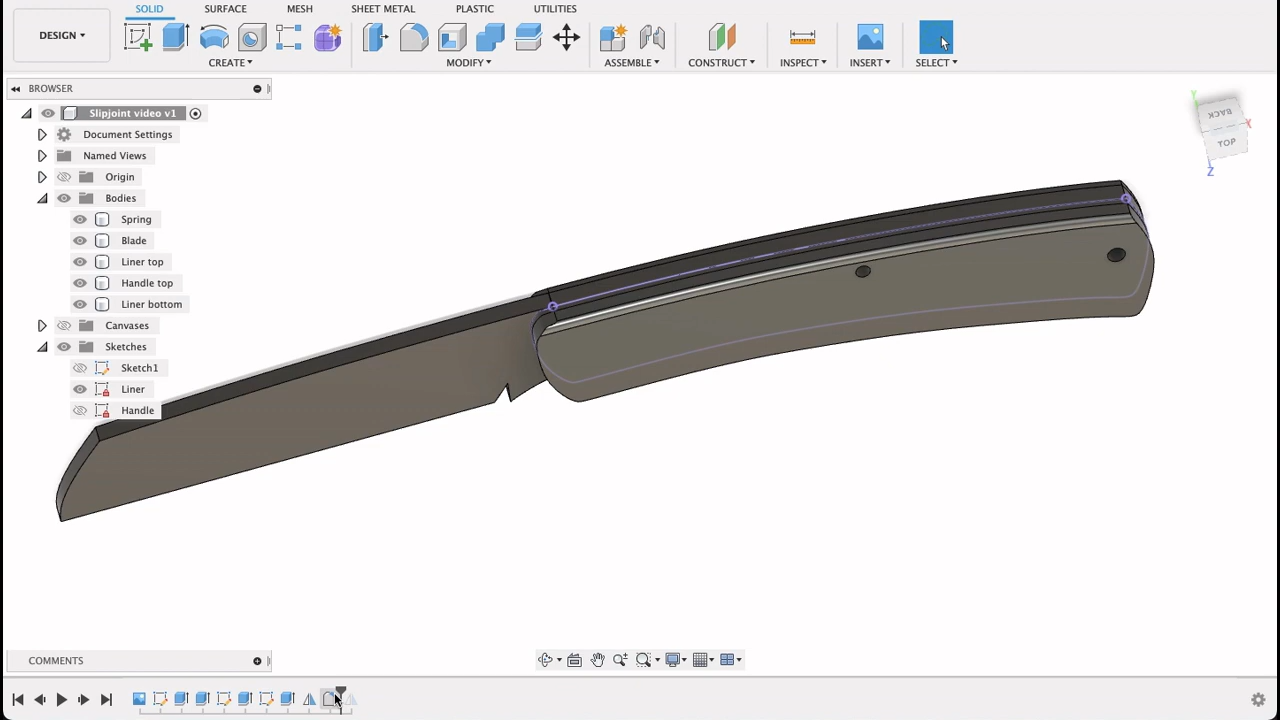 SOLID SURFACE MESH SHEET METAL PLASTIC UTILITIES
DESIGN
CREATE MODIFY ASSEMBLE CONSTRUCT INSPECT INSERT SELECT
BROWSER
Slipjoint video v1
Document Settings
Named Views
Origin
Bodies
Spring
Blade
Liner top
Handle top
Liner bottom
Canvases
Sketches
Sketch1
Liner
Handle
COMMENTS
Y
BACK
X
TOP
Z